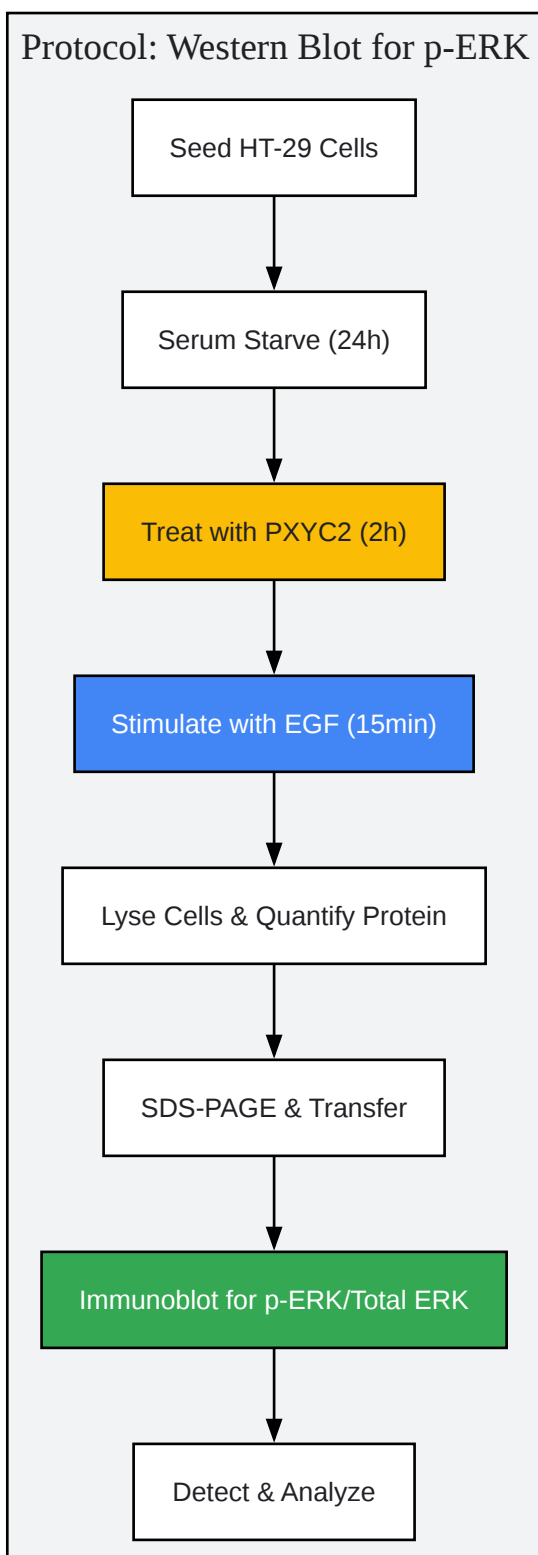 Protocol: Western Blot for p-ERK
Seed HT-29 Cells
Serum Starve (24h)
Treat with PXYC2 (2h)
Stimulate with EGF (15min)
Lyse Cells & Quantify Protein
SDS-PAGE & Transfer
Immunoblot for p-ERK/Total ERK
Detect & Analyze